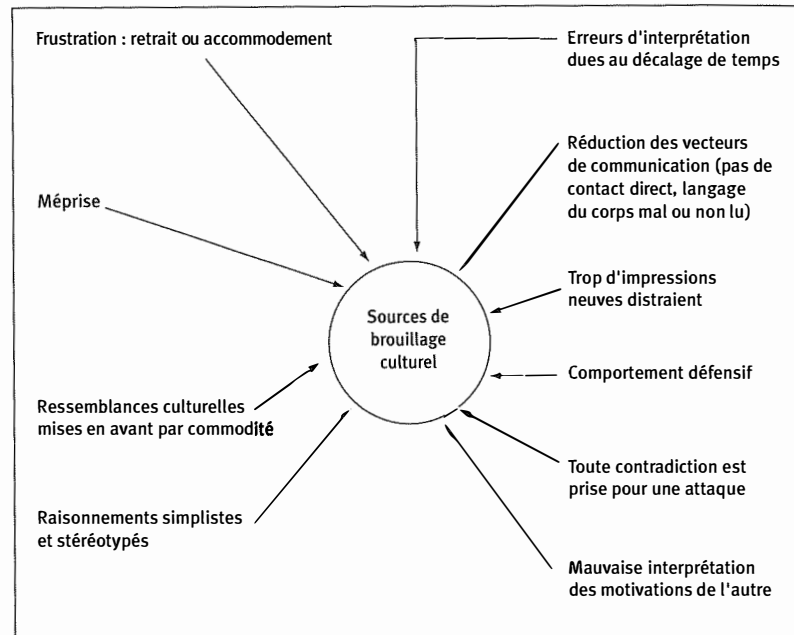 Frustration : retrait ou accommodement
Méprise
Ressemblances culturelles
mises en avant par commodité
Raisonnements simplistes
et stéréotypés
Sources de
brouillage
culturel
Erreurs d'interprétation
dues au décalage de temps
Réduction des vecteurs
de communication (pas de
contact direct, langage
du corps mal ou non lu)
Trop d'impressions
neuves distraient
Comportement défensif
Toute contradiction est
prise pour une attaque
Mauvaise interprétation
des motivations de l'autre